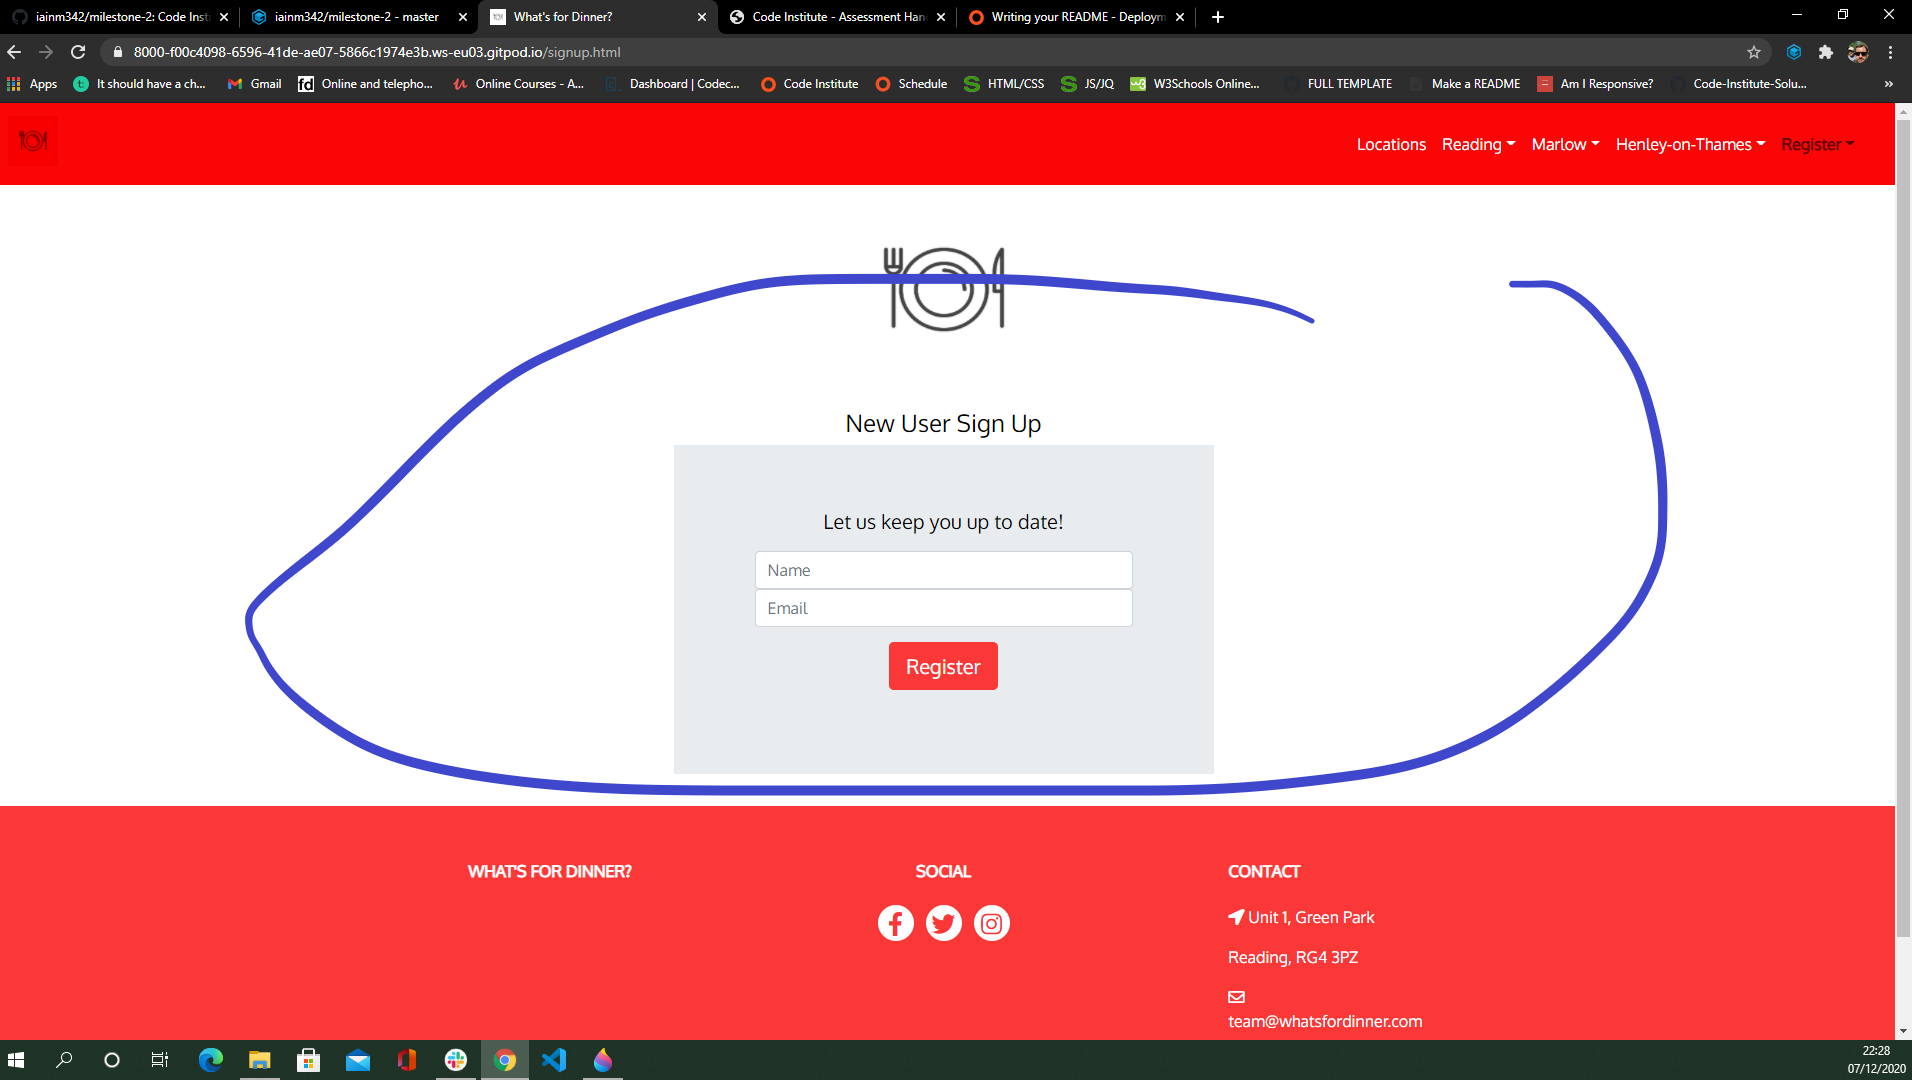 iainm342/milestone-2: Code Inst
iainm342/milestone-2 - master
What's for Dinner?
Code Institute - Assessment Han
Writing your README - Deploym
8000-f00c4098-6596-41de-ae07-5866c1974e3b.ws-eu03.gitpod.io/signup.html
Apps
It should have a ch...
Gmail
fd
Online and telepho...
Online Courses - A...
Dashboard | Codec...
Code Institute
Schedule
HTML/CSS
JS/JQ
W3Schools Online...
FULL TEMPLATE
Make a README
Am I Responsive?
Code-Institute-Solu...
Locations
Reading
Marlow
Henley-on-Thames
Register
New User Sign Up
Let us keep you up to date!
Name
Email
Register
WHAT'S FOR DINNER?
SOCIAL
CONTACT
Unit 1, Green Park
Reading, RG4 3PZ
team@whatsfordinner.com
22:28
07/12/2020